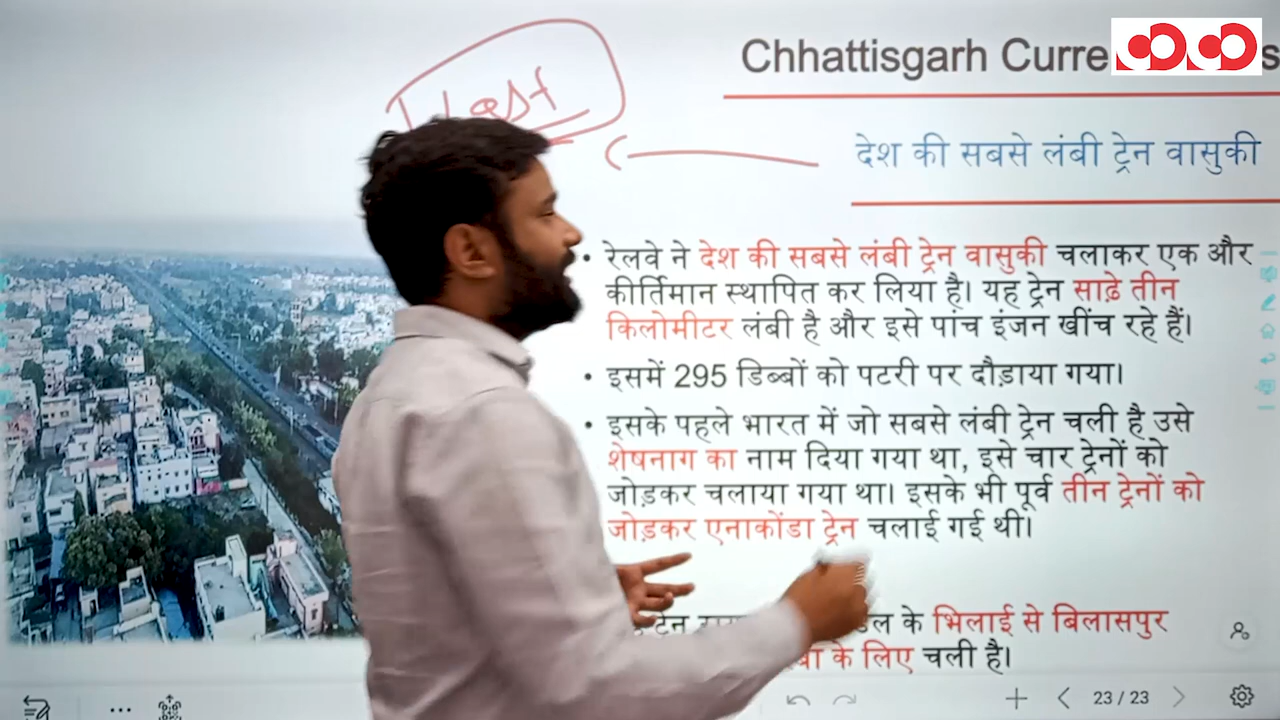 Chhattisgarh Curre
Last
देश की सबसे लंबी ट्रेन वासुकी
• रेलवे ने देश की सबसे लंबी ट्रेन वासुकी चलाकर एक और
कीर्तिमान स्थापित कर लिया है। यह ट्रेन साढ़े तीन
किलोमीटर लंबी है और इसे पांच इंजन खींच रहे हैं।
• इसमें 295 डिब्बों को पटरी पर दौड़ाया गया।
• इसके पहले भारत में जो सबसे लंबी ट्रेन चली है उसे
शेषनाग का नाम दिया गया था, इसे चार ट्रेनों को
जोड़कर चलाया गया था। इसके भी पूर्व तीन ट्रेनों को
जोड़कर एनाकोंडा ट्रेन चलाई गई थी।
ट्रेन के भिलाई से बिलासपुर
के लिए चली है।
23 / 23